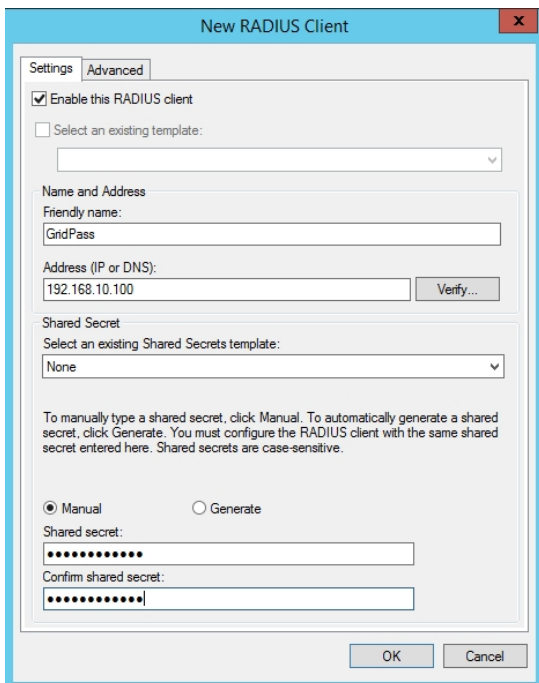 New RADIUS Client
x
Settings
Advanced
Enable this RADIUS client
Select an existing template:
Name and Address
Friendly name:
GridPass
Address (IP or DNS):
192.168.10.100
Verify...
Shared Secret
Select an existing Shared Secrets template:
None
To manually type a shared secret, click Manual. To automatically generate a shared
secret, click Generate. You must configure the RADIUS client with the same shared
secret entered here. Shared secrets are case-sensitive.
Manual
Generate
Shared secret:
●●●●●●●●●●●●
Confirm shared secret:
●●●●●●●●●●●●
OK
Cancel